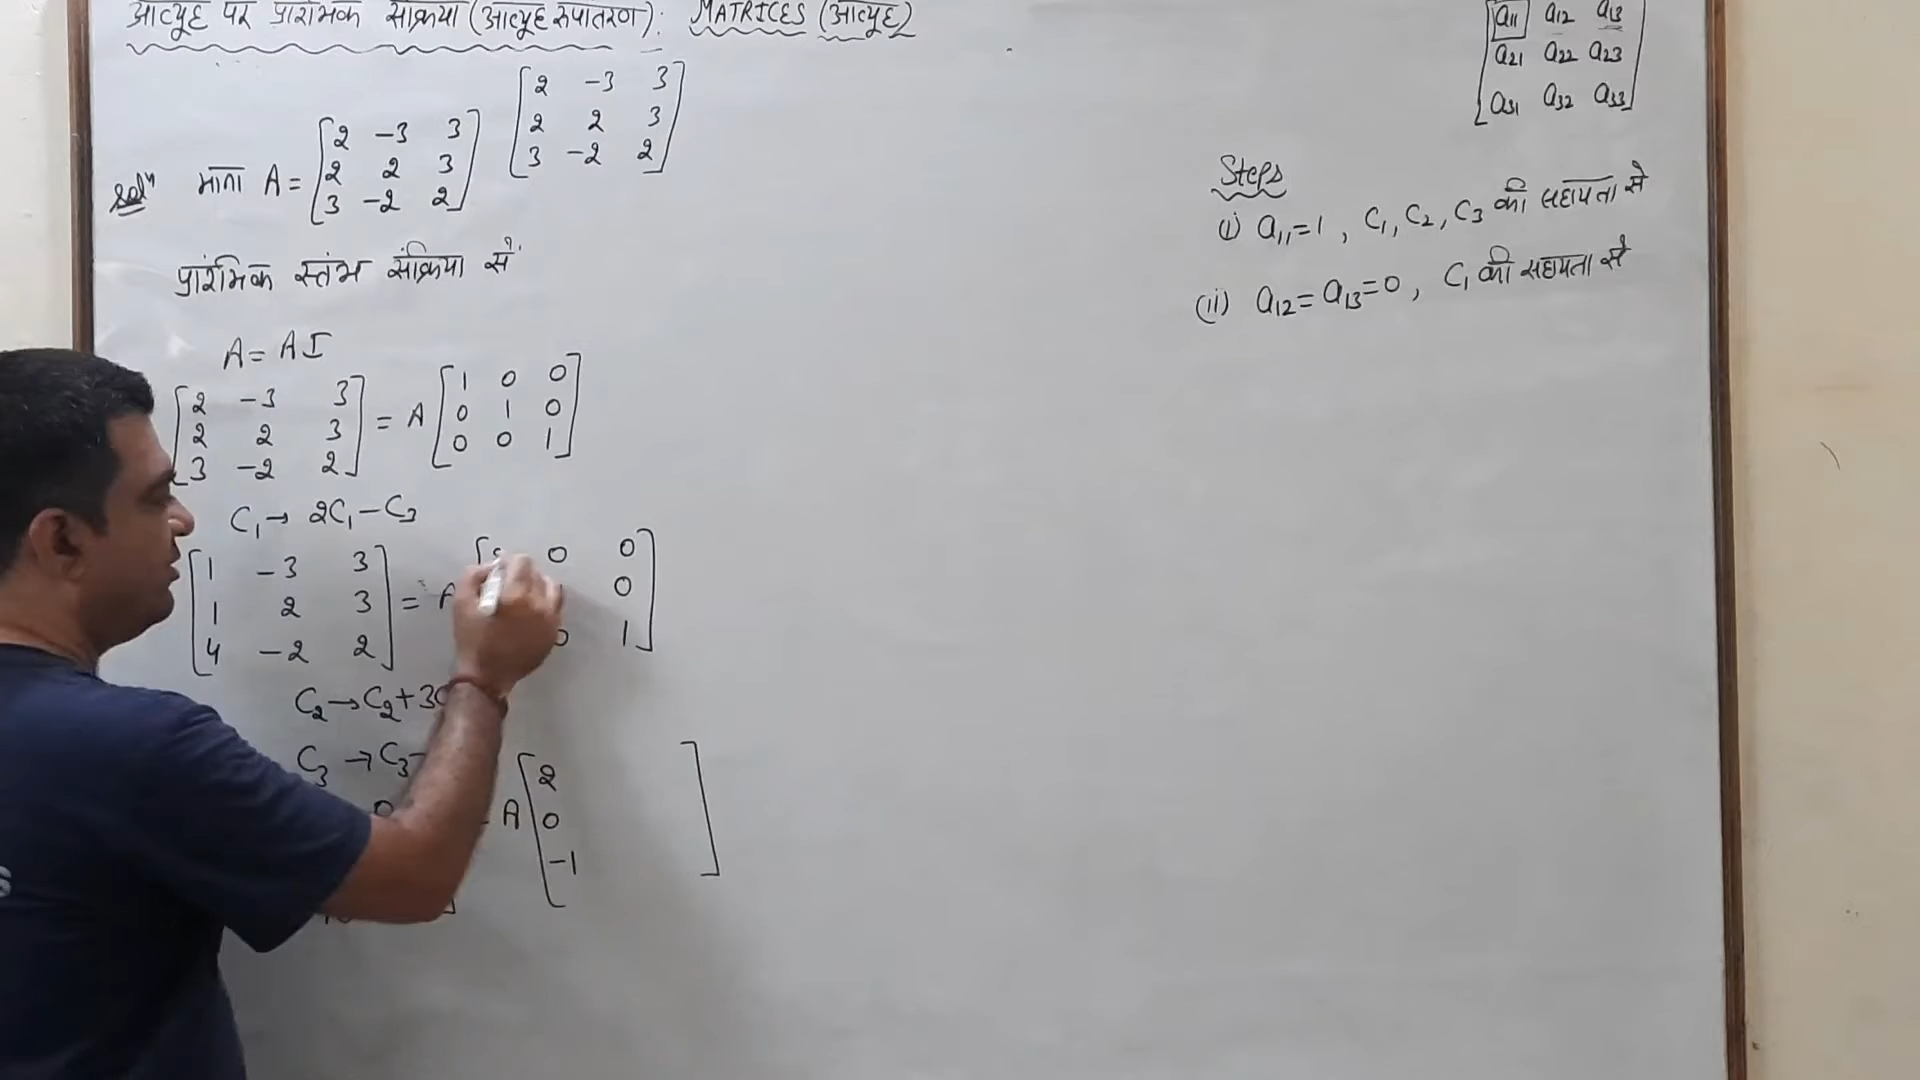 आव्यूह पर प्रारंभिक संक्रिया (आव्यूह रूपांतरण): MATRICES (आव्यूह)
[2 -3 3
2 2 3
3 -2 2]
Solⁿ माना A = [2 -3 3
2 2 3
3 -2 2]
प्रारंभिक स्तंभ संक्रिया से,
A = AI
[2 -3 3
2 2 3
3 -2 2] = A [1 0 0
0 1 0
0 0 1]
C₁ → 2C₁ - C₃
[1 -3 3
1 2 3
4 -2 2] = A [ 0 0
0
0 1]
C₂ → C₂ + 3
C₃ → C₃ -
0 A [2
0
-1 ]
[a11 a12 a13
a21 a22 a23
a31 a32 a33]
Steps
(i) a₁₁ = 1, C₁, C₂, C₃ की सहायता से
(ii) a₁₂ = a₁₃ = 0, C₁ की सहायता से